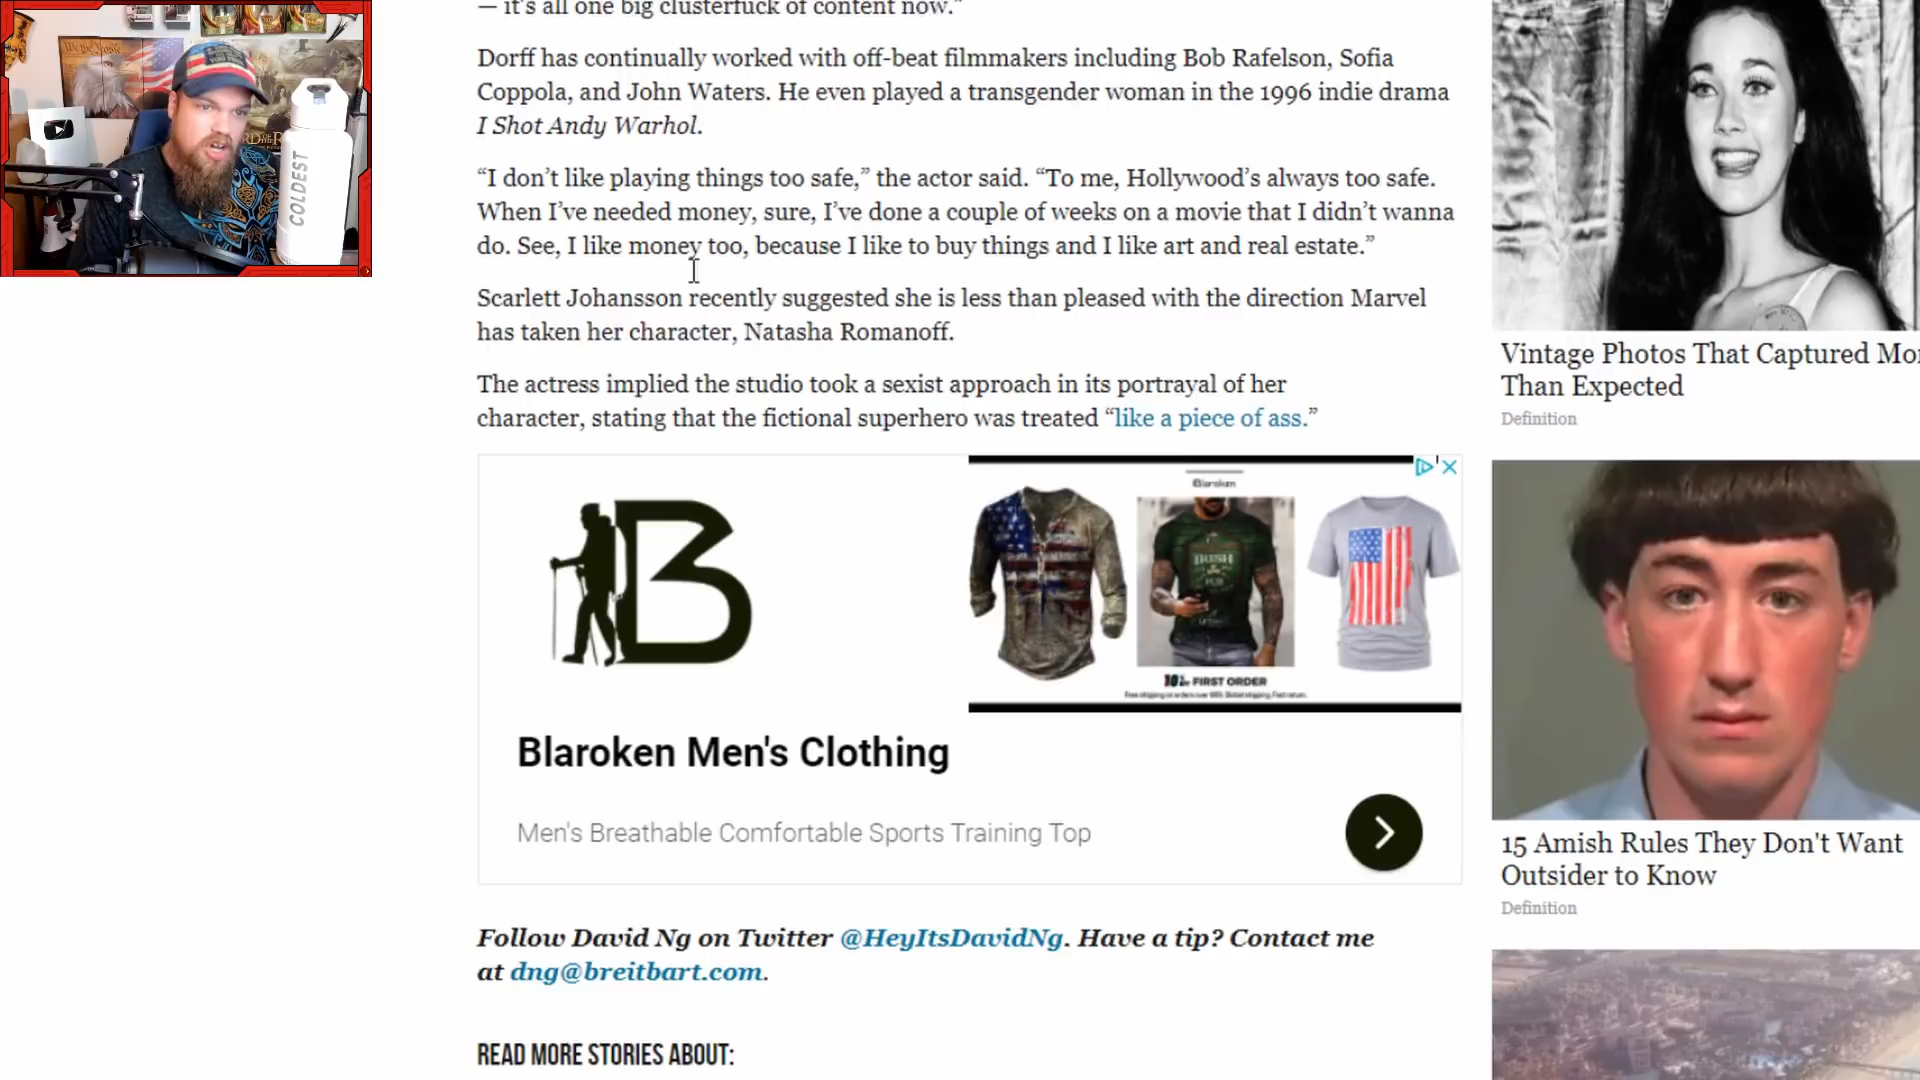 — it's all one big clusterfuck of content now."
Dorff has continually worked with off-beat filmmakers including Bob Rafelson, Sofia
Coppola, and John Waters. He even played a transgender woman in the 1996 indie drama
I Shot Andy Warhol.
“I don’t like playing things too safe,” the actor said. “To me, Hollywood’s always too safe.
When I’ve needed money, sure, I’ve done a couple of weeks on a movie that I didn’t wanna
do. See, I like money too, because I like to buy things and I like art and real estate.”
Scarlett Johansson recently suggested she is less than pleased with the direction Marvel
has taken her character, Natasha Romanoff.
The actress implied the studio took a sexist approach in its portrayal of her
character, stating that the fictional superhero was treated “like a piece of ass.”
B
Blaroken
10% FIRST ORDER
Blaroken Men's Clothing
Men's Breathable Comfortable Sports Training Top
Follow David Ng on Twitter @HeyItsDavidNg. Have a tip? Contact me
at dng@breitbart.com.
READ MORE STORIES ABOUT:
Vintage Photos That Captured Mo
Than Expected
Definition
15 Amish Rules They Don't Want
Outsider to Know
Definition
We the People
COLDEST